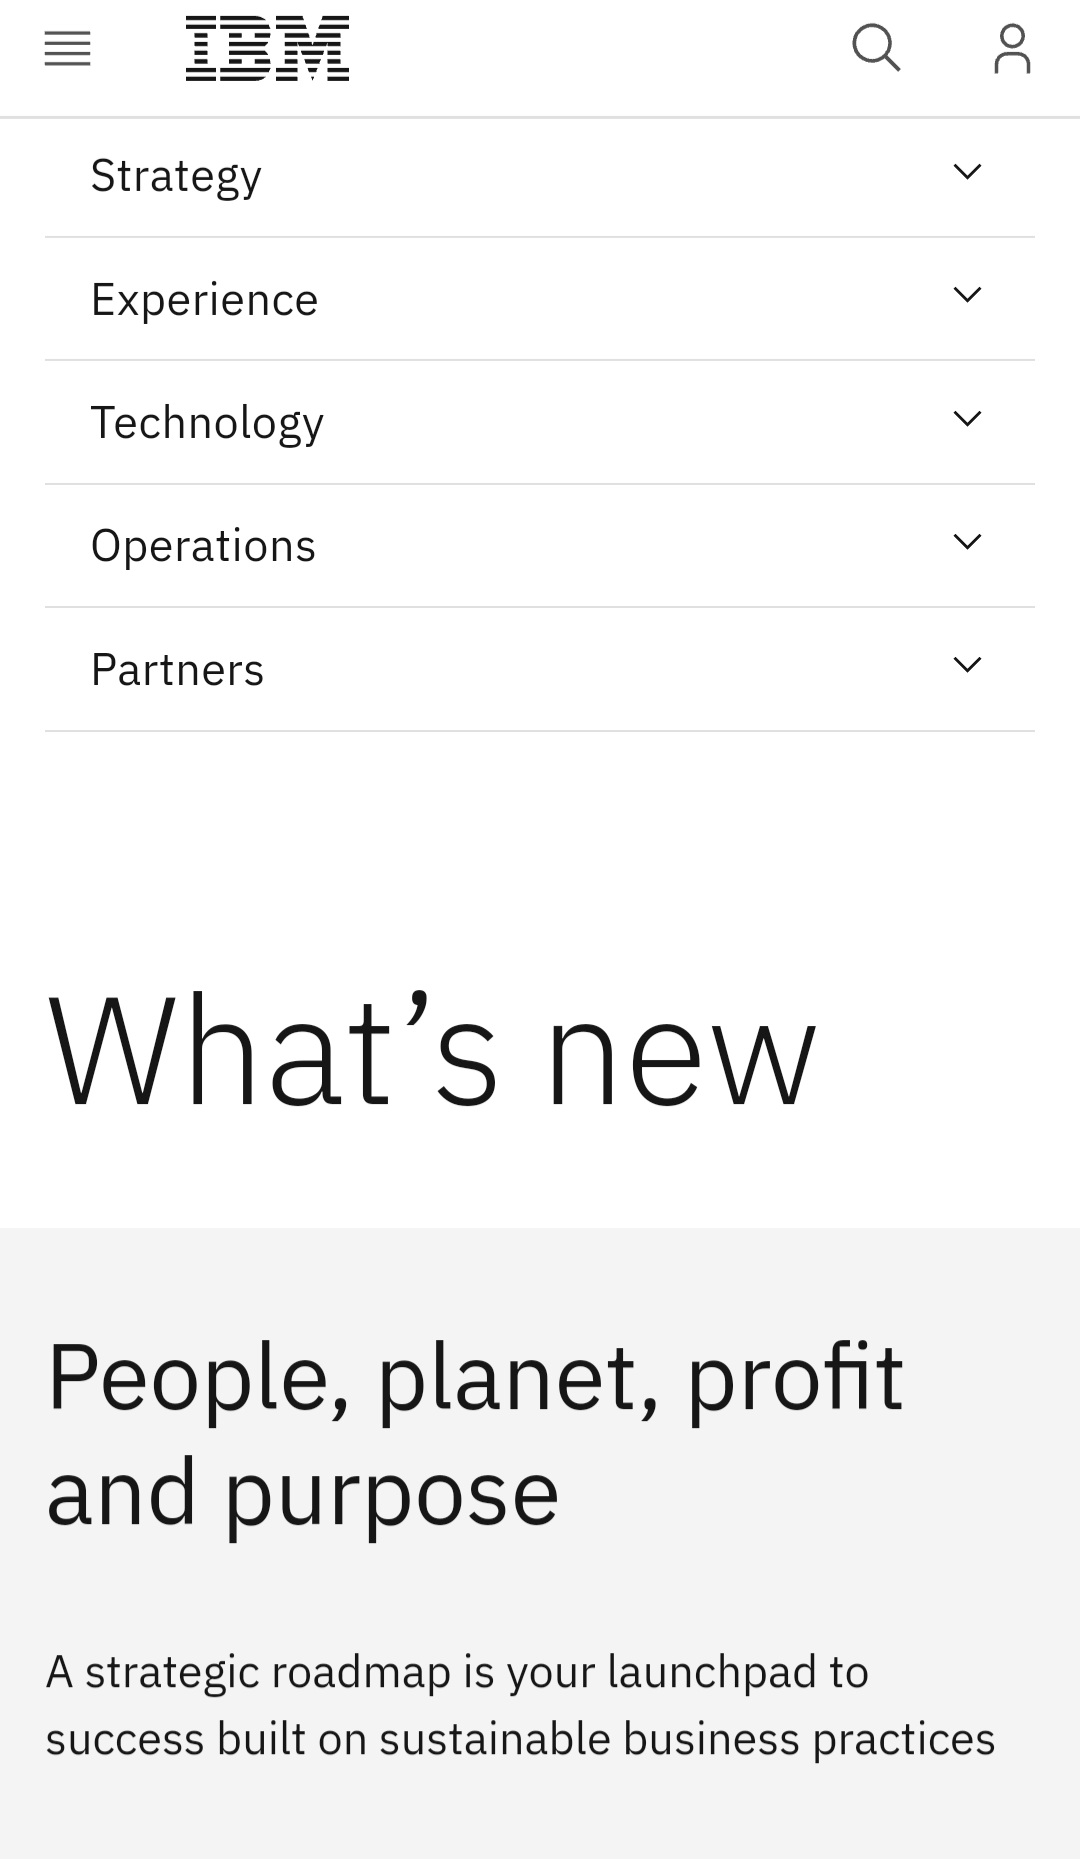 IBM
Strategy
Experience
Technology
Operations
Partners
What’s new
People, planet, profit
and purpose
A strategic roadmap is your launchpad to
success built on sustainable business practices